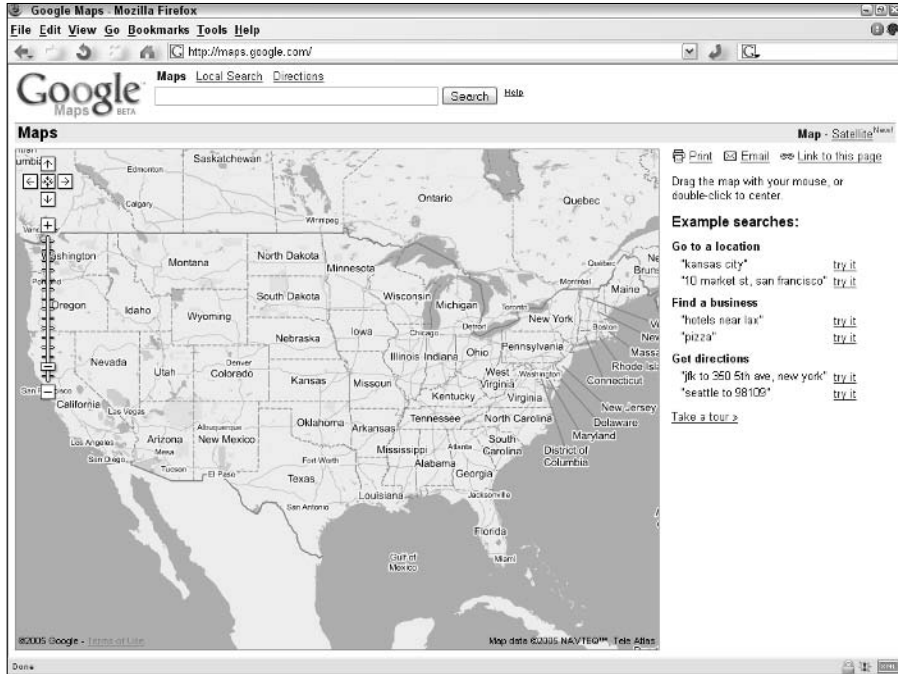 Google Maps - Mozilla Firefox
File Edit View Go Bookmarks Tools Help
http://maps.google.com/
G
Google Maps BETA
Maps Local Search Directions
Search Help
Maps
Map - Satellite New!
Print Email Link to this page
Drag the map with your mouse, or
double-click to center.
Example searches:
Go to a location
"kansas city" try it
"10 market st, san francisco" try it
Find a business
"hotels near lax" try it
"pizza" try it
Get directions
"jfk to 350 5th ave, new york" try it
"seattle to 98109" try it
Take a tour »
Saskatchewan
Edmonton
Calgary
Winnipeg
Ontario
Quebec
Québec
Montréal
Maine
Washington
Montana
North Dakota
Minnesota
Oregon
Idaho
Wyoming
South Dakota
Wisconsin
Michigan
Toronto
New York
Boston
Nebraska
Iowa
Chicago
Detroit
Illinois
Indiana
Ohio
Pennsylvania
Rhode Isla
Connecticut
Nevada
Utah
Denver
Colorado
Kansas
Missouri
West Virginia
Washington
Virginia
Kentucky
New Jersey
Delaware
Maryland
District of Columbia
California
Las Vegas
Los Angeles
San Diego
Arizona
Mesa
Tucson
Albuquerque
New Mexico
El Paso
Oklahoma
Arkansas
Tennessee
North Carolina
South Carolina
Mississippi
Alabama
Atlanta
Georgia
Fort Worth
Texas
San Antonio
Louisiana
Jacksonville
Florida
Miami
Gulf of Mexico
©2005 Google - Terms of Use
Map data ©2005 NAVTEQ™, Tele Atlas
Done